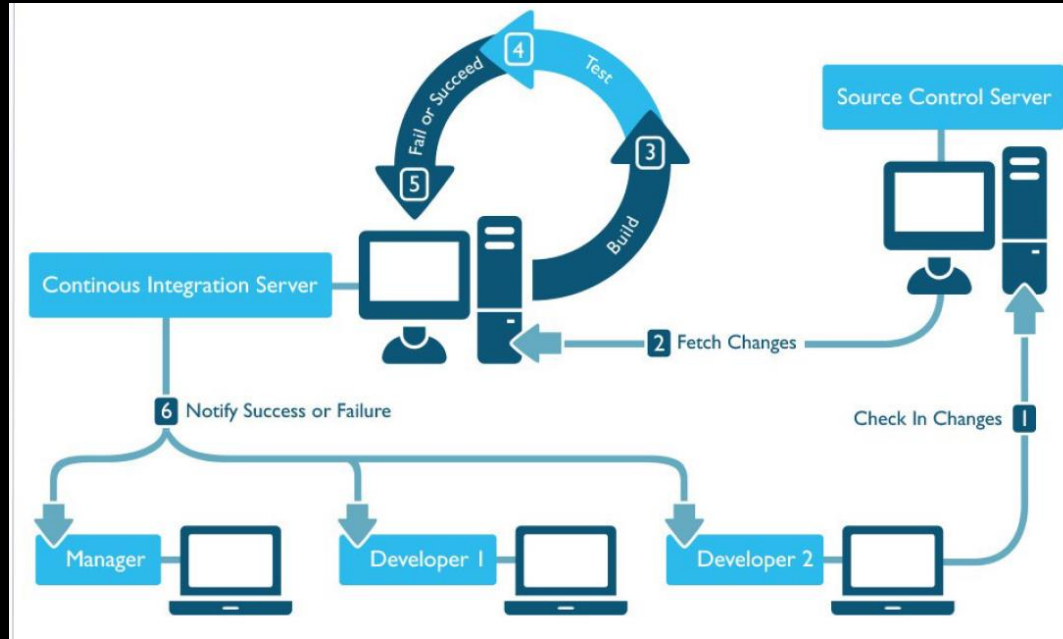 4
Test
Fail or Succeed
5
3
Build
Source Control Server
Continous Integration Server
2 Fetch Changes
6 Notify Success or Failure
Check In Changes 1
Manager
Developer 1
Developer 2